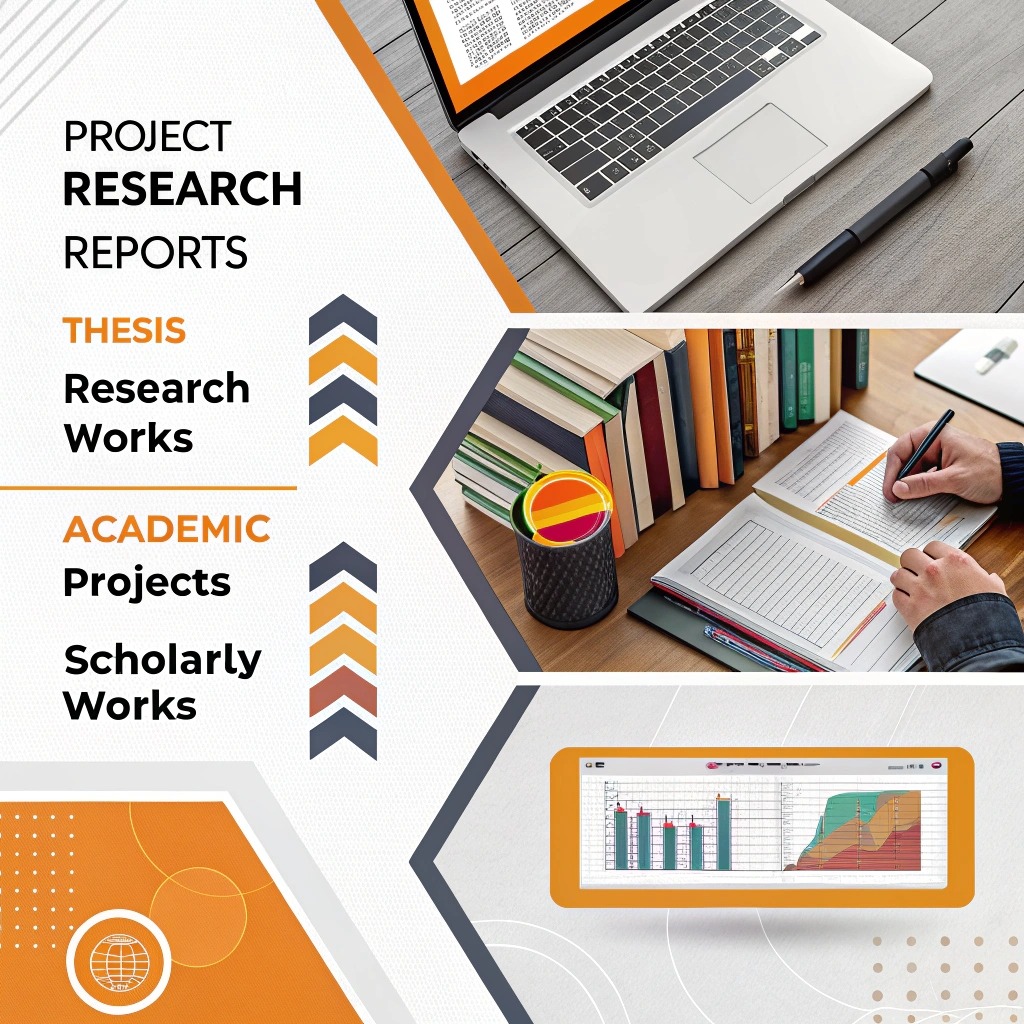 PROJECT
RESEARCH
REPORTS
THESIS
Research
Works
ACADEMIC
Projects
Scholarly
Works